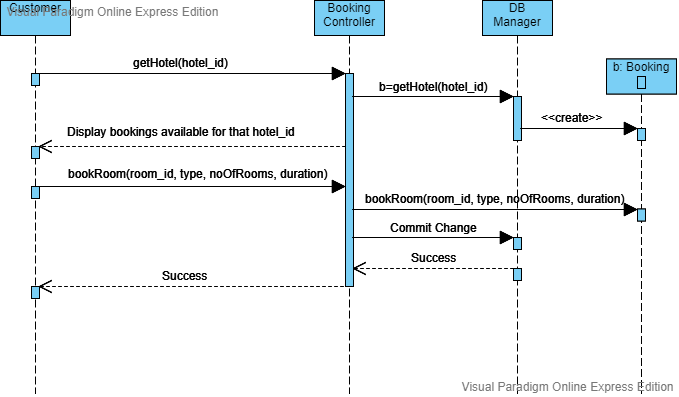 Visual Paradigm Online Express Edition
Customer
Booking
Controller
DB
Manager
b: Booking
getHotel(hotel_id)
b=getHotel(hotel_id)
<<create>>
Display bookings available for that hotel_id
bookRoom(room_id, type, noOfRooms, duration)
bookRoom(room_id, type, noOfRooms, duration)
Commit Change
Success
Success
Visual Paradigm Online Express Edition